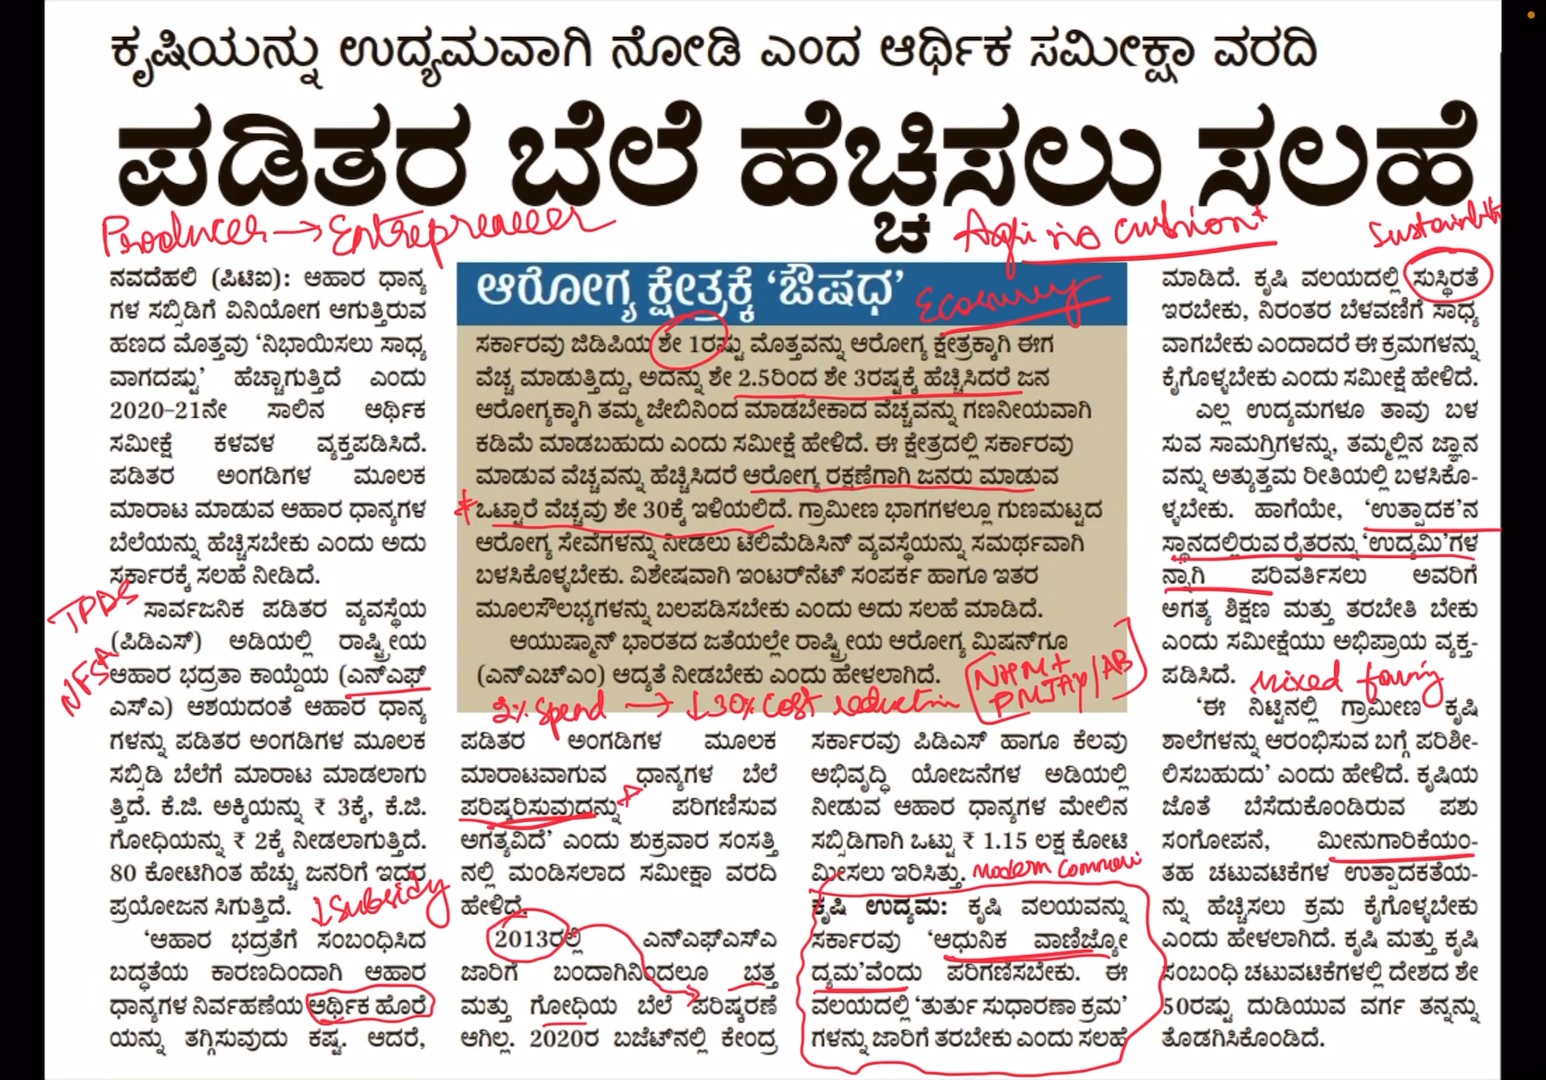 ಕೃಷಿಯನ್ನು ಉದ್ಯಮವಾಗಿ ನೋಡಿ ಎಂದ ಆರ್ಥಿಕ ಸಮೀಕ್ಷಾ ವರದಿ
ಪಡಿತರ ಬೆಲೆ ಹೆಚ್ಚಿಸಲು ಸಲಹೆ
Producer → Entrepreneer
Agri is cushion
ನವದೆಹಲಿ (ಪಿಟಿಐ): ಆಹಾರ ಧಾನ್ಯ
ಗಳ ಸಬ್ಸಿಡಿಗೆ ವಿನಿಯೋಗ ಆಗುತ್ತಿರುವ
ಹಣದ ಮೊತ್ತವು 'ನಿಭಾಯಿಸಲು ಸಾಧ್ಯ
ವಾಗದಷ್ಟು' ಹೆಚ್ಚಾಗುತ್ತಿದೆ ಎಂದು
2020–21ನೇ ಸಾಲಿನ ಆರ್ಥಿಕ
ಸಮೀಕ್ಷೆ ಕಳವಳ ವ್ಯಕ್ತಪಡಿಸಿದೆ.
ಪಡಿತರ ಅಂಗಡಿಗಳ ಮೂಲಕ
ಮಾರಾಟ ಮಾಡುವ ಆಹಾರ ಧಾನ್ಯಗಳ
ಬೆಲೆಯನ್ನು ಹೆಚ್ಚಿಸಬೇಕು ಎಂದು ಅದು
ಸರ್ಕಾರಕ್ಕೆ ಸಲಹೆ ನೀಡಿದೆ.
TPDS
ಸಾರ್ವಜನಿಕ ಪಡಿತರ ವ್ಯವಸ್ಥೆಯ
(ಪಿಡಿಎಸ್) ಅಡಿಯಲ್ಲಿ ರಾಷ್ಟ್ರೀಯ
NFSA
ಆಹಾರ ಭದ್ರತಾ ಕಾಯ್ದೆಯ (ಎನ್‌ಎಫ್
ಎಸ್‌ಎ) ಆಶಯದಂತೆ ಆಹಾರ ಧಾನ್ಯ
ಗಳನ್ನು ಪಡಿತರ ಅಂಗಡಿಗಳ ಮೂಲಕ
ಸಬ್ಸಿಡಿ ಬೆಲೆಗೆ ಮಾರಾಟ ಮಾಡಲಾಗು
ತ್ತಿದೆ. ಕೆ.ಜಿ. ಅಕ್ಕಿಯನ್ನು ₹ 3ಕ್ಕೆ, ಕೆ.ಜಿ.
ಗೋಧಿಯನ್ನು ₹ 2ಕ್ಕೆ ನೀಡಲಾಗುತ್ತಿದೆ.
80 ಕೋಟಿಗಿಂತ ಹೆಚ್ಚು ಜನರಿಗೆ ಇದರ
ಪ್ರಯೋಜನ ಸಿಗುತ್ತಿದೆ.
↓Subsidy
'ಆಹಾರ ಭದ್ರತೆಗೆ ಸಂಬಂಧಿಸಿದ
ಬದ್ಧತೆಯ ಕಾರಣದಿಂದಾಗಿ ಆಹಾರ
ಧಾನ್ಯಗಳ ನಿರ್ವಹಣೆಯ ಆರ್ಥಿಕ ಹೊರೆ
ಯನ್ನು ತಗ್ಗಿಸುವುದು ಕಷ್ಟ. ಆದರೆ,
ಆರೋಗ್ಯ ಕ್ಷೇತ್ರಕ್ಕೆ 'ಔಷಧ'
Economy
ಸರ್ಕಾರವು ಜಿಡಿಪಿಯ ಶೇ 1ರಷ್ಟು ಮೊತ್ತವನ್ನು ಆರೋಗ್ಯ ಕ್ಷೇತ್ರಕ್ಕಾಗಿ ಈಗ
ವೆಚ್ಚ ಮಾಡುತ್ತಿದ್ದು, ಅದನ್ನು ಶೇ 2.5ರಿಂದ ಶೇ 3ರಷ್ಟಕ್ಕೆ ಹೆಚ್ಚಿಸಿದರೆ ಜನ
ಆರೋಗ್ಯಕ್ಕಾಗಿ ತಮ್ಮ ಜೇಬಿನಿಂದ ಮಾಡಬೇಕಾದ ವೆಚ್ಚವನ್ನು ಗಣನೀಯವಾಗಿ
ಕಡಿಮೆ ಮಾಡಬಹುದು ಎಂದು ಸಮೀಕ್ಷೆ ಹೇಳಿದೆ. ಈ ಕ್ಷೇತ್ರದಲ್ಲಿ ಸರ್ಕಾರವು
ಮಾಡುವ ವೆಚ್ಚವನ್ನು ಹೆಚ್ಚಿಸಿದರೆ ಆರೋಗ್ಯ ರಕ್ಷಣೆಗಾಗಿ ಜನರು ಮಾಡುವ
ಒಟ್ಟಾರೆ ವೆಚ್ಚವು ಶೇ 30ಕ್ಕೆ ಇಳಿಯಲಿದೆ. ಗ್ರಾಮೀಣ ಭಾಗಗಳಲ್ಲೂ ಗುಣಮಟ್ಟದ
ಆರೋಗ್ಯ ಸೇವೆಗಳನ್ನು ನೀಡಲು ಟೆಲಿಮೆಡಿಸಿನ್ ವ್ಯವಸ್ಥೆಯನ್ನು ಸಮರ್ಥವಾಗಿ
ಬಳಸಿಕೊಳ್ಳಬೇಕು. ವಿಶೇಷವಾಗಿ ಇಂಟರ್‌ನೆಟ್ ಸಂಪರ್ಕ ಹಾಗೂ ಇತರ
ಮೂಲಸೌಲಭ್ಯಗಳನ್ನು ಬಲಪಡಿಸಬೇಕು ಎಂದು ಅದು ಸಲಹೆ ಮಾಡಿದೆ.
ಆಯುಷ್ಮಾನ್ ಭಾರತದ ಜತೆಯಲ್ಲೇ ರಾಷ್ಟ್ರೀಯ ಆರೋಗ್ಯ ಮಿಷನ್‌ಗೂ
(ಎನ್‌ಎಚ್‌ಎಂ) ಆದ್ಯತೆ ನೀಡಬೇಕು ಎಂದು ಹೇಳಲಾಗಿದೆ.
2% Spend → ↓30% Cost reduction
NHM+
PMJAY/AB
ಪಡಿತರ ಅಂಗಡಿಗಳ ಮೂಲಕ
ಮಾರಾಟವಾಗುವ ಧಾನ್ಯಗಳ ಬೆಲೆ
ಪರಿಷ್ಕರಿಸುವುದನ್ನು ಪರಿಗಣಿಸುವ
ಅಗತ್ಯವಿದೆ' ಎಂದು ಶುಕ್ರವಾರ ಸಂಸತ್ತಿ
ನಲ್ಲಿ ಮಂಡಿಸಲಾದ ಸಮೀಕ್ಷಾ ವರದಿ
ಹೇಳಿದೆ.
2013ರಲ್ಲಿ ಎನ್‌ಎಫ್‌ಎಸ್‌ಎ
ಜಾರಿಗೆ ಬಂದಾಗಿನಿಂದಲೂ ಭತ್ತ
ಮತ್ತು ಗೋಧಿಯ ಬೆಲೆ ಪರಿಷ್ಕರಣೆ
ಆಗಿಲ್ಲ. 2020ರ ಬಜೆಟ್‌ನಲ್ಲಿ ಕೇಂದ್ರ
ಸರ್ಕಾರವು ಪಿಡಿಎಸ್ ಹಾಗೂ ಕೆಲವು
ಅಭಿವೃದ್ಧಿ ಯೋಜನೆಗಳ ಅಡಿಯಲ್ಲಿ
ನೀಡುವ ಆಹಾರ ಧಾನ್ಯಗಳ ಮೇಲಿನ
ಸಬ್ಸಿಡಿಗಾಗಿ ಒಟ್ಟು ₹ 1.15 ಲಕ್ಷ ಕೋಟಿ
ಮೀಸಲು ಇರಿಸಿತ್ತು.
modern
ಕೃಷಿ ಉದ್ಯಮ: ಕೃಷಿ ವಲಯವನ್ನು
ಸರ್ಕಾರವು 'ಆಧುನಿಕ ವಾಣಿಜ್ಯೋ
ದ್ಯಮ'ವೆಂದು ಪರಿಗಣಿಸಬೇಕು. ಈ
ವಲಯದಲ್ಲಿ 'ತುರ್ತು ಸುಧಾರಣಾ ಕ್ರಮ'
ಗಳನ್ನು ಜಾರಿಗೆ ತರಬೇಕು ಎಂದು ಸಲಹೆ
ಮಾಡಿದೆ. ಕೃಷಿ ವಲಯದಲ್ಲಿ ಸುಸ್ಥಿರತೆ
ಇರಬೇಕು, ನಿರಂತರ ಬೆಳವಣಿಗೆ ಸಾಧ್ಯ
ವಾಗಬೇಕು ಎಂದಾದರೆ ಈ ಕ್ರಮಗಳನ್ನು
ಕೈಗೊಳ್ಳಬೇಕು ಎಂದು ಸಮೀಕ್ಷೆ ಹೇಳಿದೆ.
ಎಲ್ಲ ಉದ್ಯಮಗಳೂ ತಾವು ಬಳ
ಸುವ ಸಾಮಗ್ರಿಗಳನ್ನು, ತಮ್ಮಲ್ಲಿನ ಜ್ಞಾನ
ವನ್ನು ಅತ್ಯುತ್ತಮ ರೀತಿಯಲ್ಲಿ ಬಳಸಿಕೊ-
ಳ್ಳಬೇಕು. ಹಾಗೆಯೇ, 'ಉತ್ಪಾದಕ'ನ
ಸ್ಥಾನದಲ್ಲಿರುವ ರೈತರನ್ನು 'ಉದ್ಯಮಿ'ಗಳ
ನ್ನಾಗಿ ಪರಿವರ್ತಿಸಲು ಅವರಿಗೆ
ಅಗತ್ಯ ಶಿಕ್ಷಣ ಮತ್ತು ತರಬೇತಿ ಬೇಕು
ಎಂದು ಸಮೀಕ್ಷೆಯು ಅಭಿಪ್ರಾಯ ವ್ಯಕ್ತ-
ಪಡಿಸಿದೆ.
Mixed
'ಈ ನಿಟ್ಟಿನಲ್ಲಿ ಗ್ರಾಮೀಣ ಕೃಷಿ
ಶಾಲೆಗಳನ್ನು ಆರಂಭಿಸುವ ಬಗ್ಗೆ ಪರಿಶೀ-
ಲಿಸಬಹುದು' ಎಂದು ಹೇಳಿದೆ. ಕೃಷಿಯ
ಜೊತೆ ಬೆಸೆದುಕೊಂಡಿರುವ ಪಶು
ಸಂಗೋಪನೆ, ಮೀನುಗಾರಿಕೆಯಂ-
ತಹ ಚಟುವಟಿಕೆಗಳ ಉತ್ಪಾದಕತೆಯ-
ನ್ನು ಹೆಚ್ಚಿಸಲು ಕ್ರಮ ಕೈಗೊಳ್ಳಬೇಕು
ಎಂದು ಹೇಳಲಾಗಿದೆ. ಕೃಷಿ ಮತ್ತು ಕೃಷಿ
ಸಂಬಂಧಿ ಚಟುವಟಿಕೆಗಳಲ್ಲಿ ದೇಶದ ಶೇ
50ರಷ್ಟು ದುಡಿಯುವ ವರ್ಗ ತನ್ನನ್ನು
ತೊಡಗಿಸಿಕೊಂಡಿದೆ.